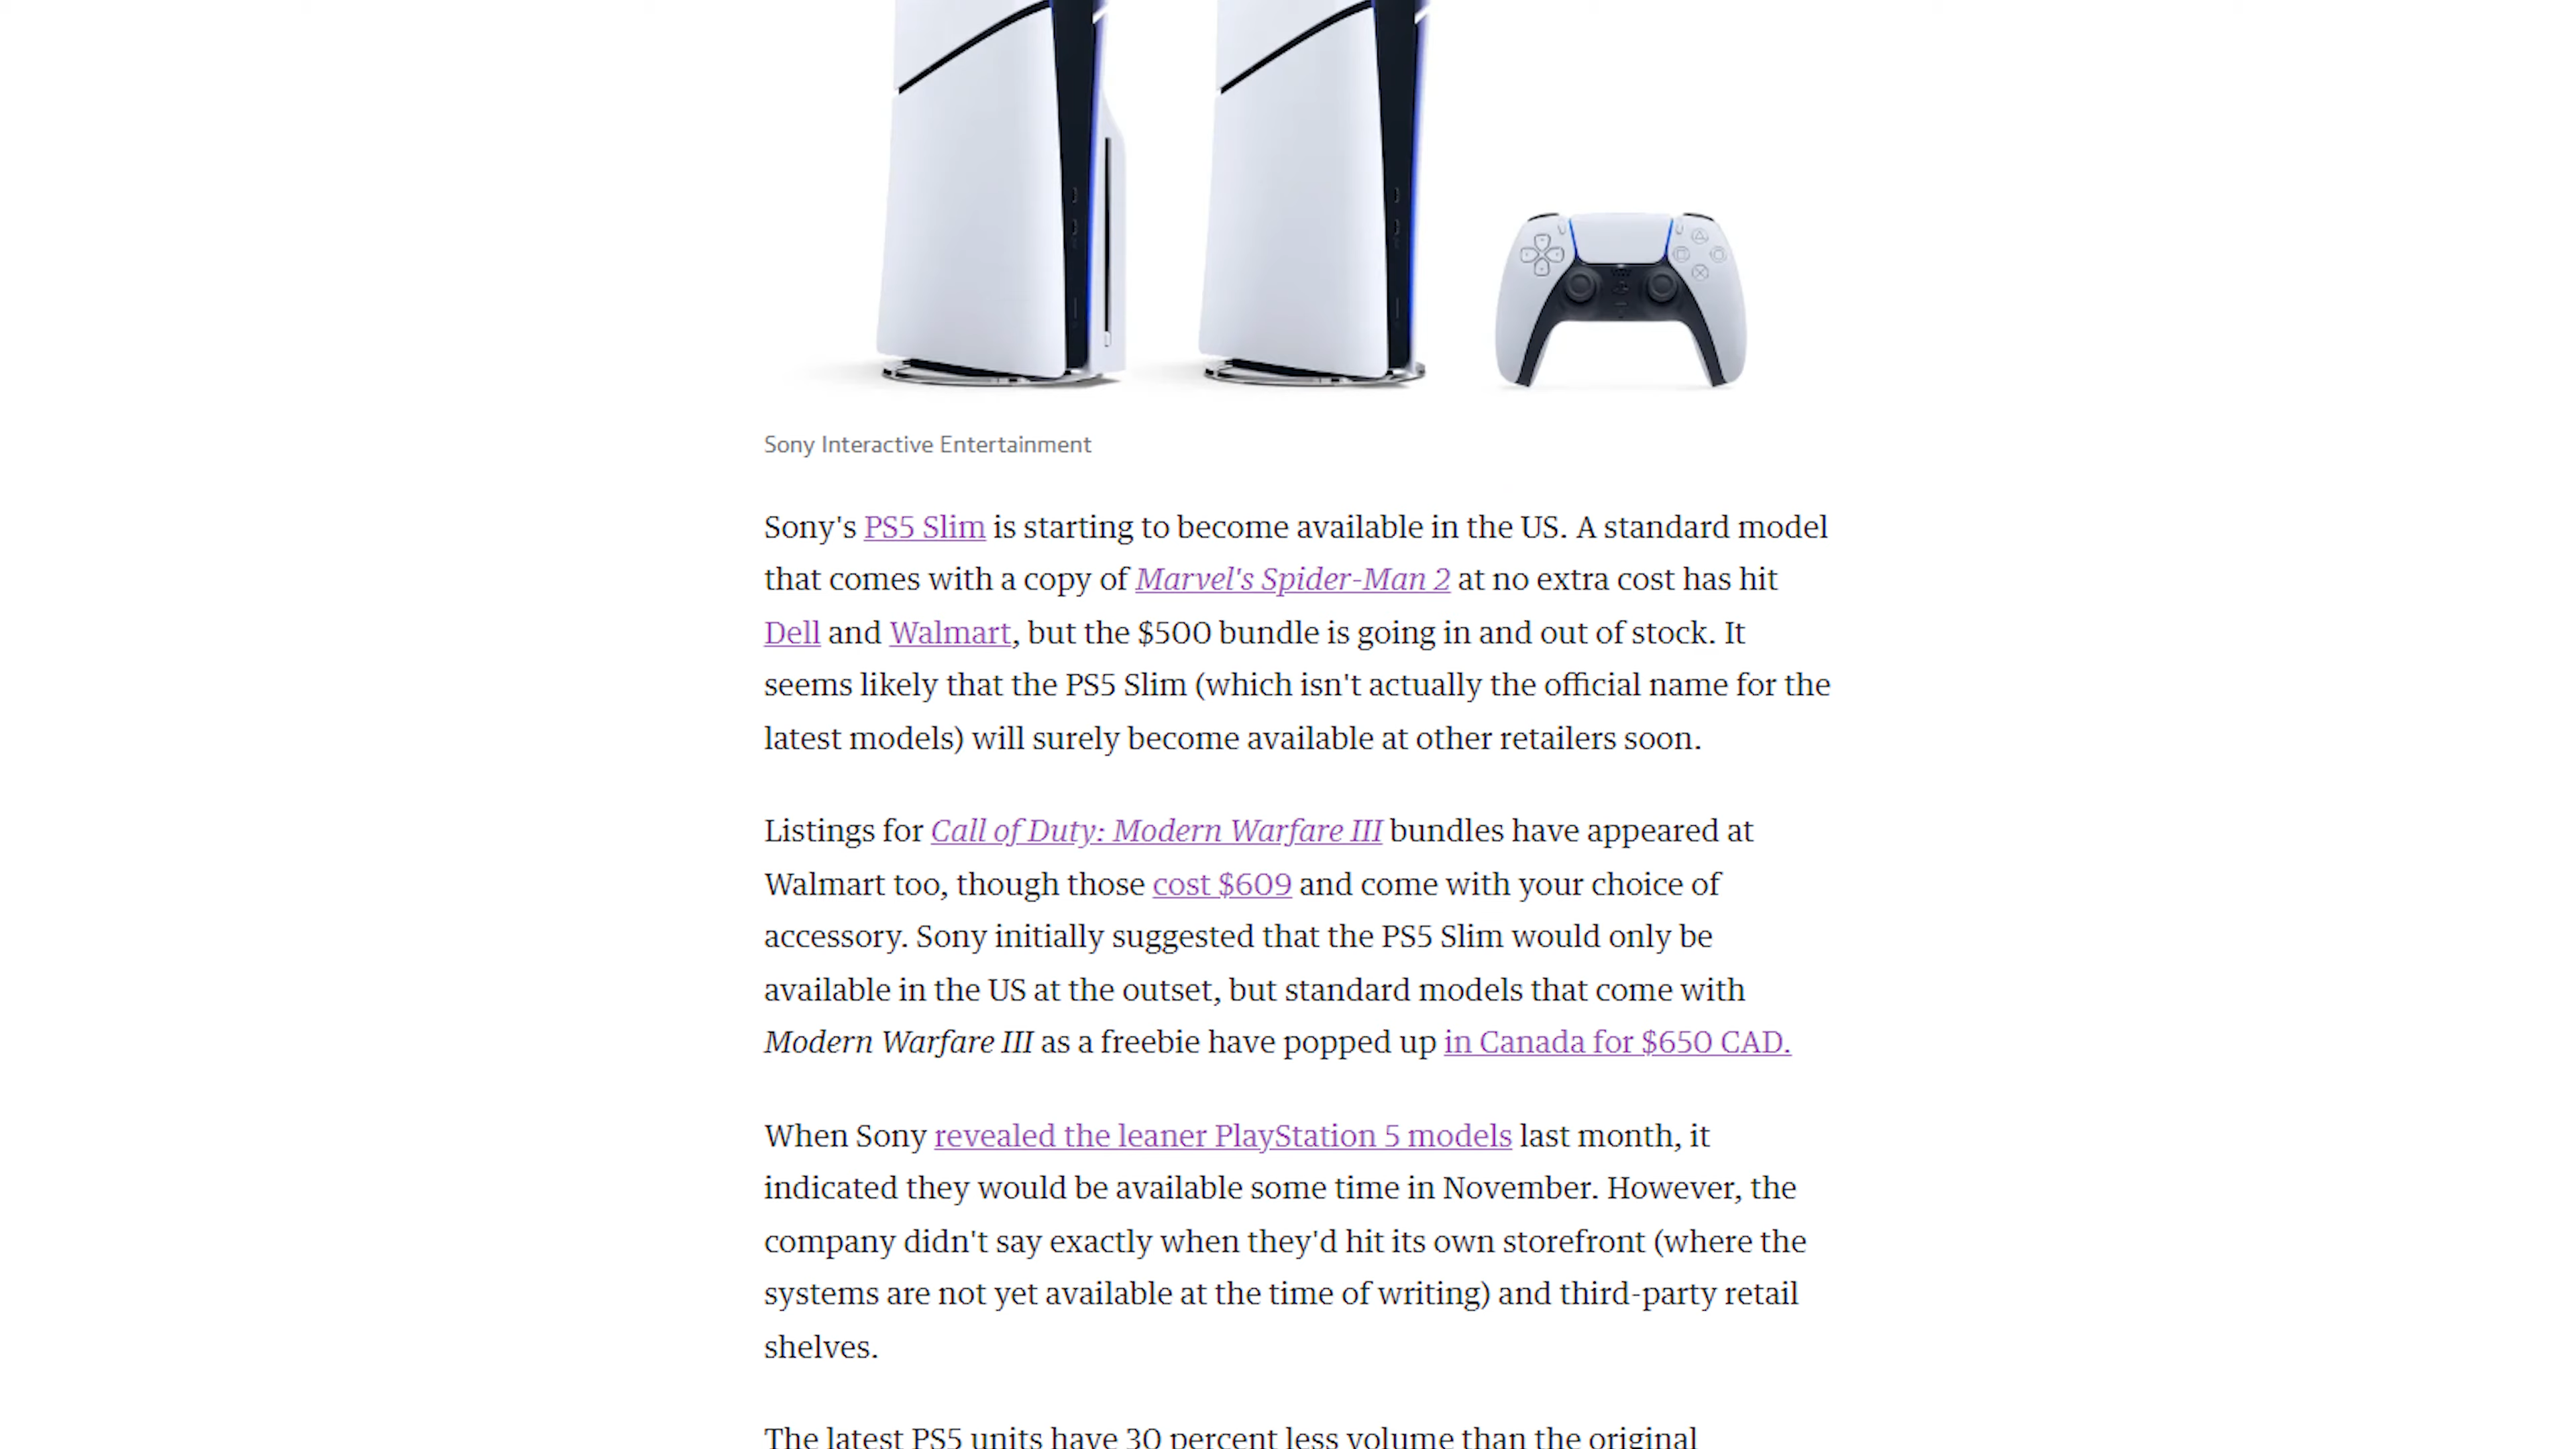 Sony Interactive Entertainment
Sony's PS5 Slim is starting to become available in the US. A standard model
that comes with a copy of Marvel's Spider-Man 2 at no extra cost has hit
Dell and Walmart, but the $500 bundle is going in and out of stock. It
seems likely that the PS5 Slim (which isn't actually the official name for the
latest models) will surely become available at other retailers soon.
Listings for Call of Duty: Modern Warfare III bundles have appeared at
Walmart too, though those cost $609 and come with your choice of
accessory. Sony initially suggested that the PS5 Slim would only be
available in the US at the outset, but standard models that come with
Modern Warfare III as a freebie have popped up in Canada for $650 CAD.
When Sony revealed the leaner PlayStation 5 models last month, it
indicated they would be available some time in November. However, the
company didn't say exactly when they'd hit its own storefront (where the
systems are not yet available at the time of writing) and third-party retail
shelves.
The latest PS5 units have 30 percent less volume than the original